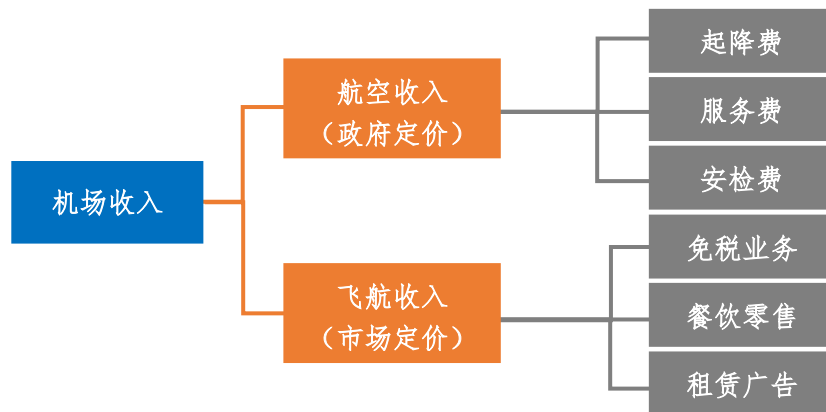 机场收入
航空收入
（政府定价）
起降费
服务费
安检费
飞航收入
（市场定价）
免税业务
餐饮零售
租赁广告